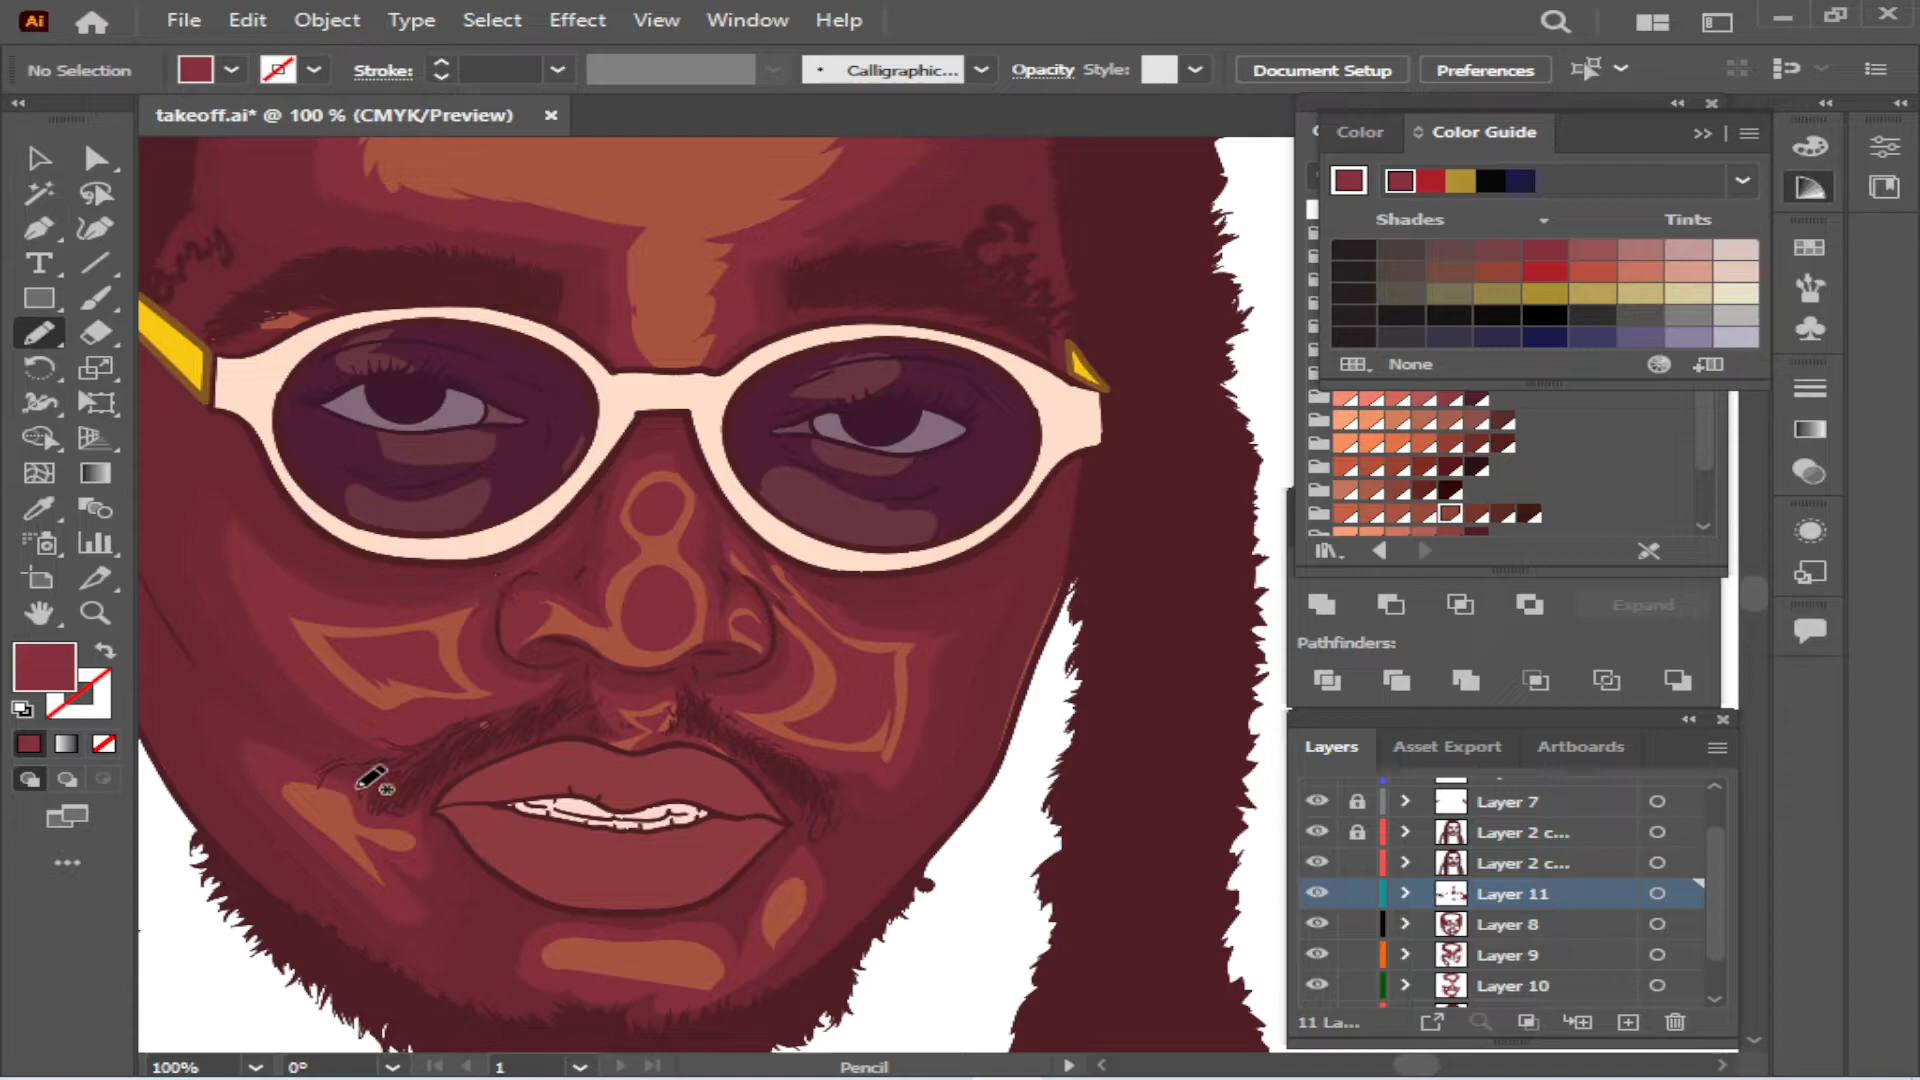 Ai File Edit Object Type Select Effect View Window Help
No Selection Stroke: Calligraphic... Opacity Style: Document Setup Preferences
takeoff.ai* @ 100 % (CMYK/Preview)
Color Color Guide
Shades Tints
None
Expand
Pathfinders:
Layers Asset Export Artboards
Layer 7
Layer 2 c...
Layer 2 c...
Layer 11
Layer 8
Layer 9
Layer 10
11 La...
100% 0° 1 Pencil